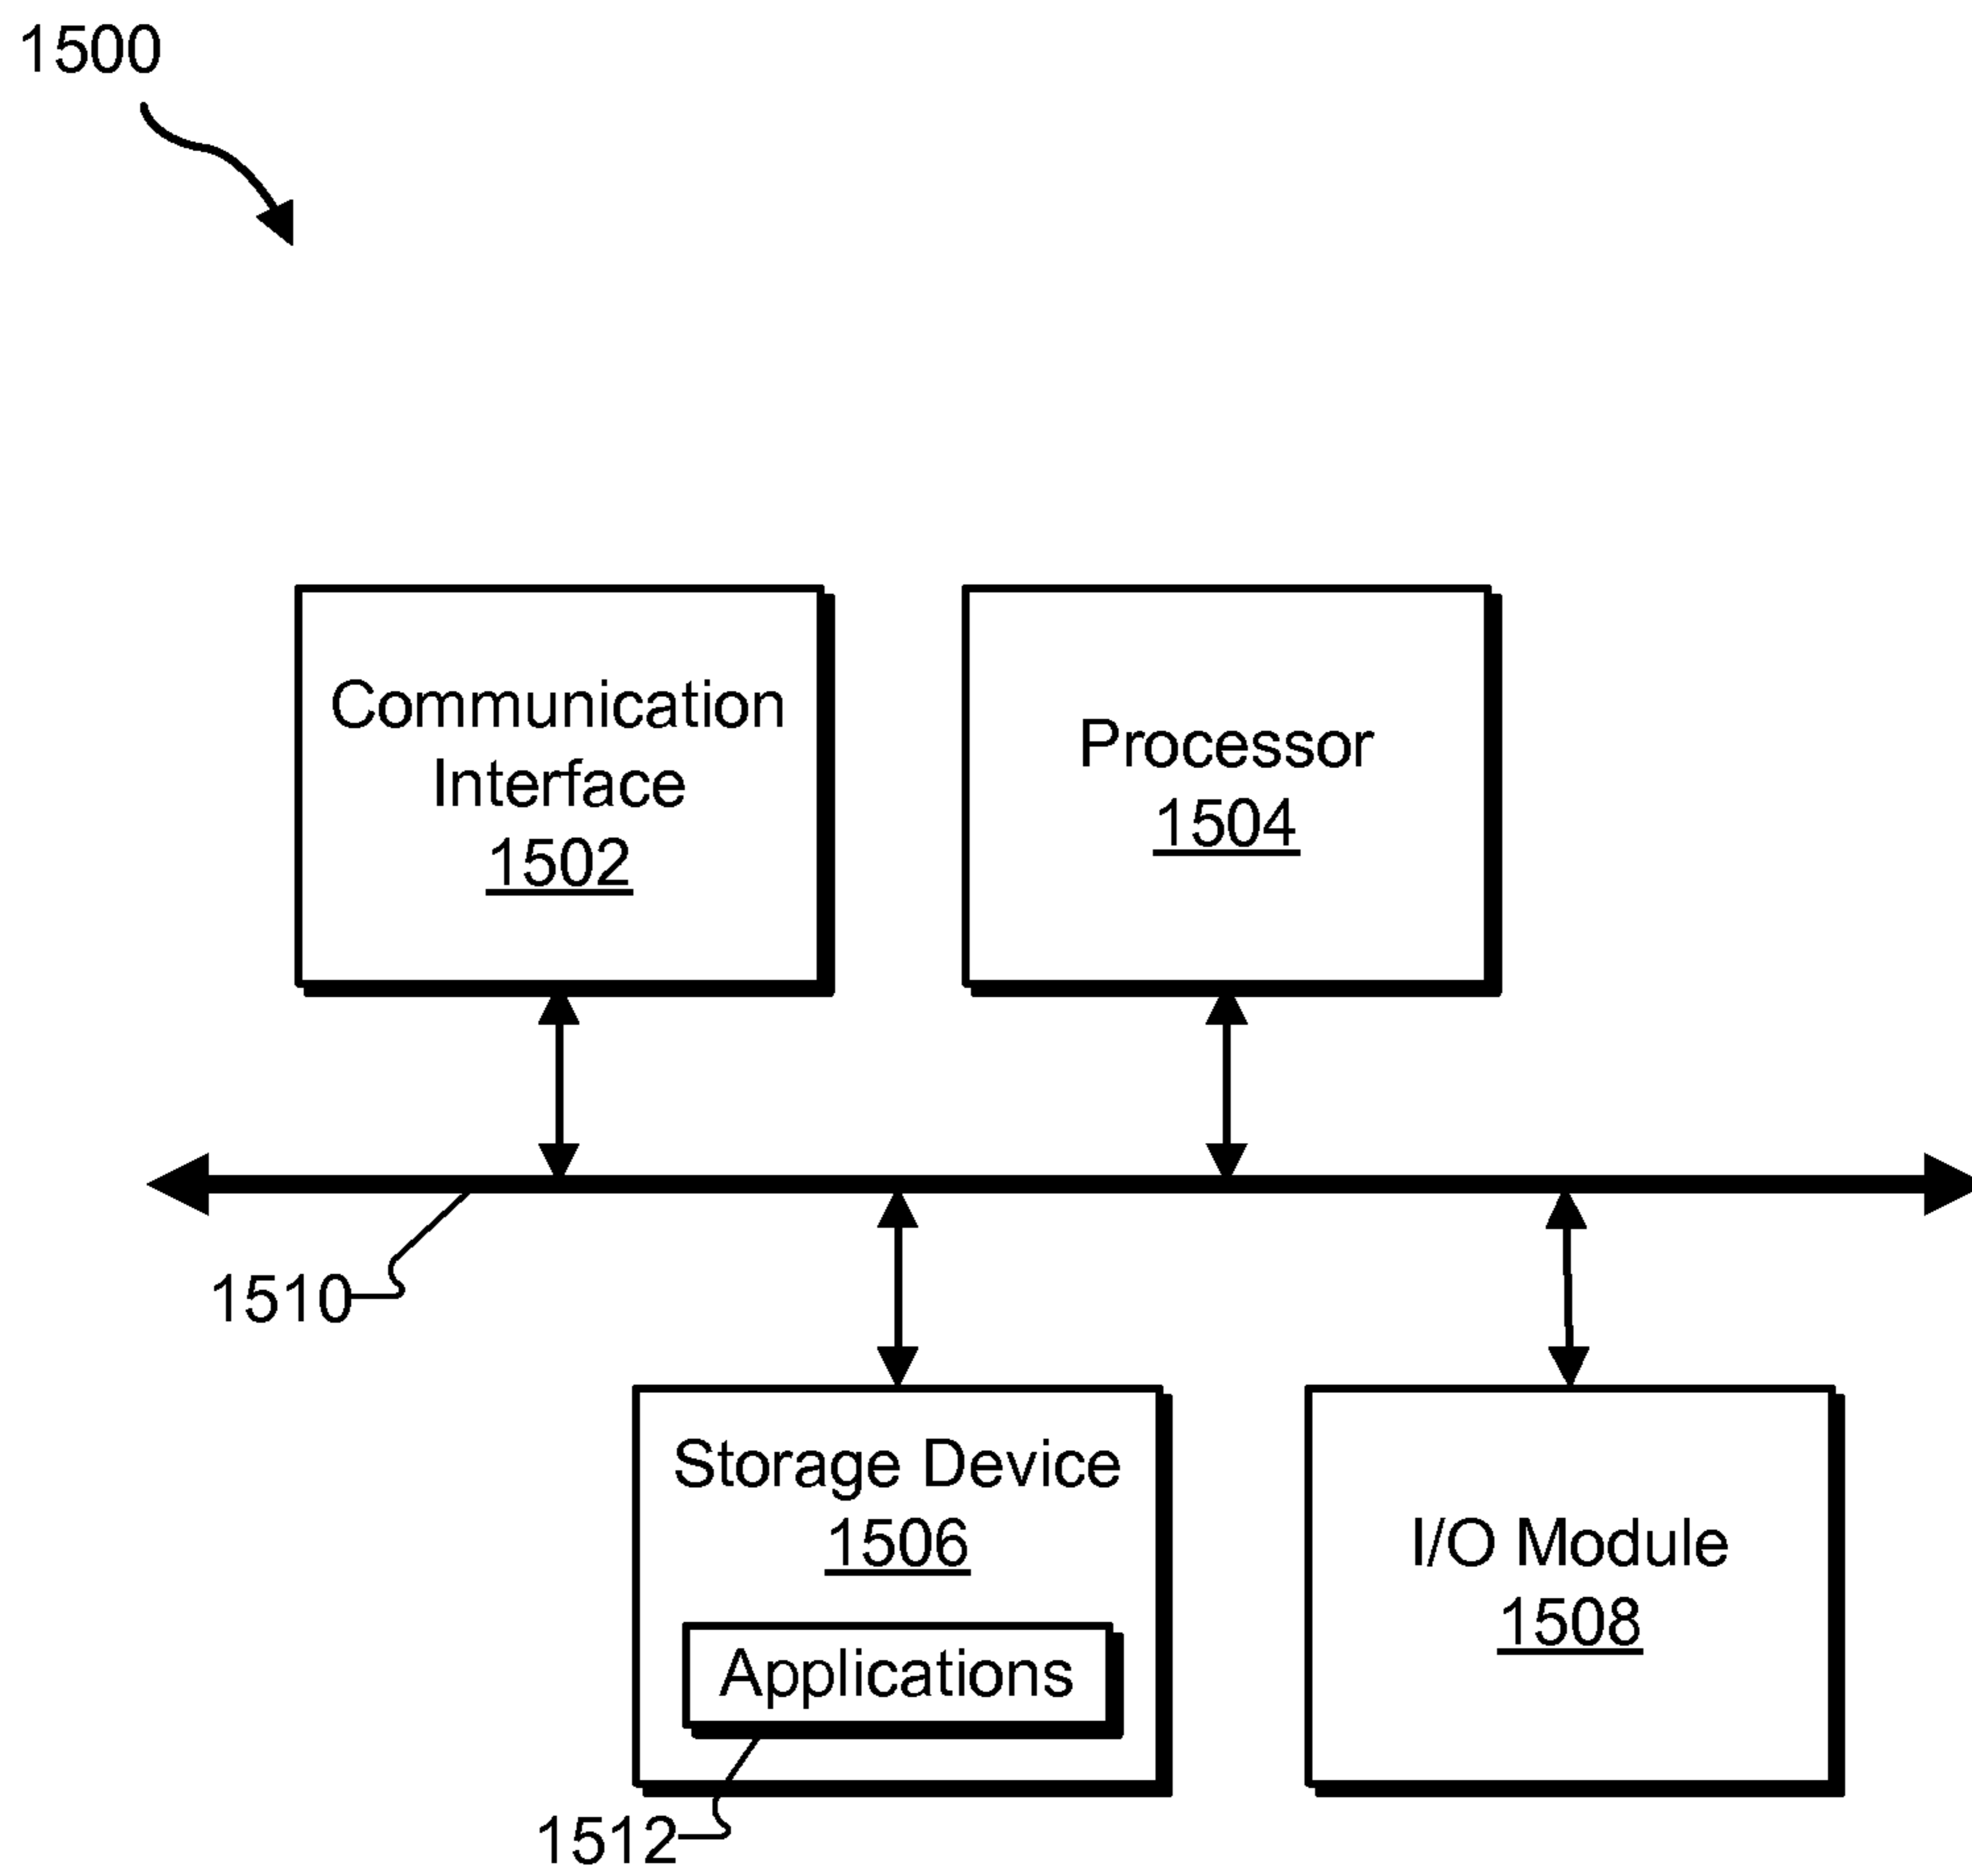 1500
Communication
Interface
1502
Processor
1504
1510
Storage Device
1506
Applications
1512
I/O Module
1508